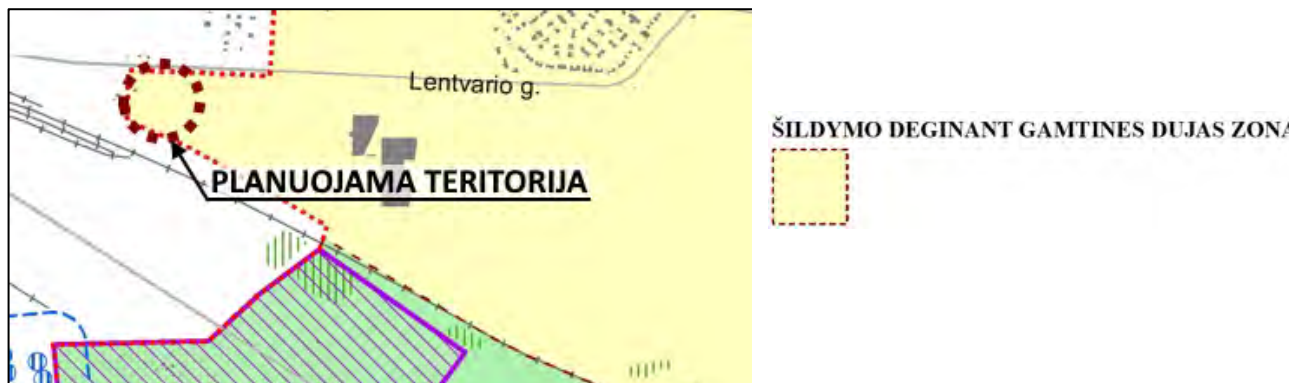 Lentvario g.
PLANUOJAMA TERITORIJA
ŠILDYMO DEGINANT GAMTINES DUJAS ZONA